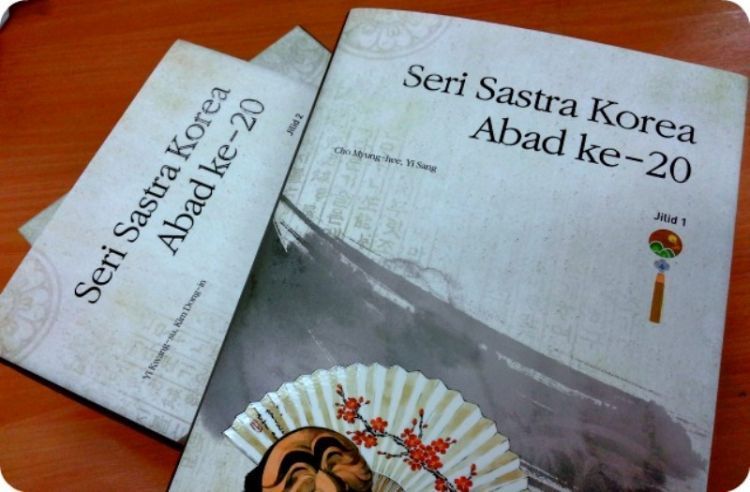 Seri Sastra Korea
Abad ke-20
Cho Myung-hee, Yi Sang
Jilid 1
Seri Sastra Korea
Abad ke-20
Jilid 2
Yi Kwang-su, Kim Dong-in